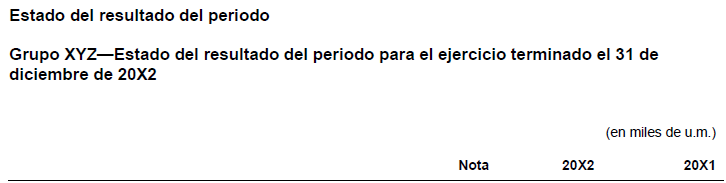 Estado del resultado del periodo
Grupo XYZ—Estado del resultado del periodo para el ejercicio terminado el 31 de
diciembre de 20X2
(en miles de u.m.)
Nota 20X2 20X1